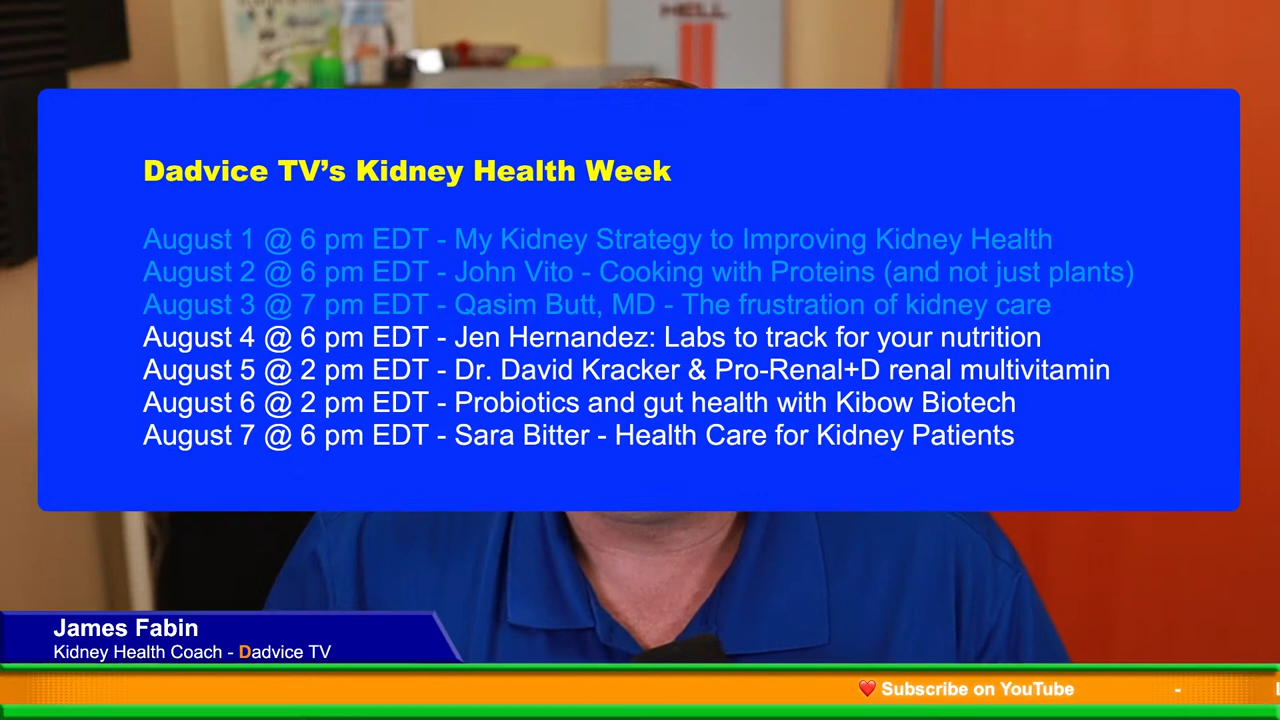 HELL
Dadvice TV’s Kidney Health Week
August 1 @ 6 pm EDT - My Kidney Strategy to Improving Kidney Health
August 2 @ 6 pm EDT - John Vito - Cooking with Proteins (and not just plants)
August 3 @ 7 pm EDT - Qasim Butt, MD - The frustration of kidney care
August 4 @ 6 pm EDT - Jen Hernandez: Labs to track for your nutrition
August 5 @ 2 pm EDT - Dr. David Kracker & Pro-Renal+D renal multivitamin
August 6 @ 2 pm EDT - Probiotics and gut health with Kibow Biotech
August 7 @ 6 pm EDT - Sara Bitter - Health Care for Kidney Patients
James Fabin
Kidney Health Coach - Dadvice TV
❤️ Subscribe on YouTube -